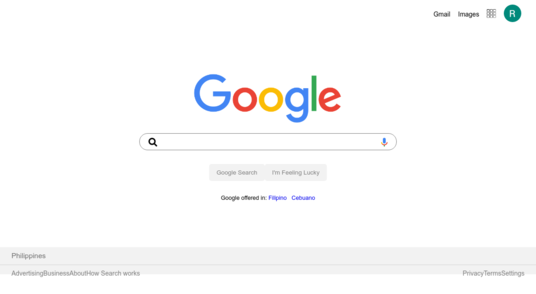 Gmail Images R
Google
Google Search I'm Feeling Lucky
Google offered in: Filipino Cebuano
Philippines
AdvertisingBusinessAboutHow Search works PrivacyTermsSettings